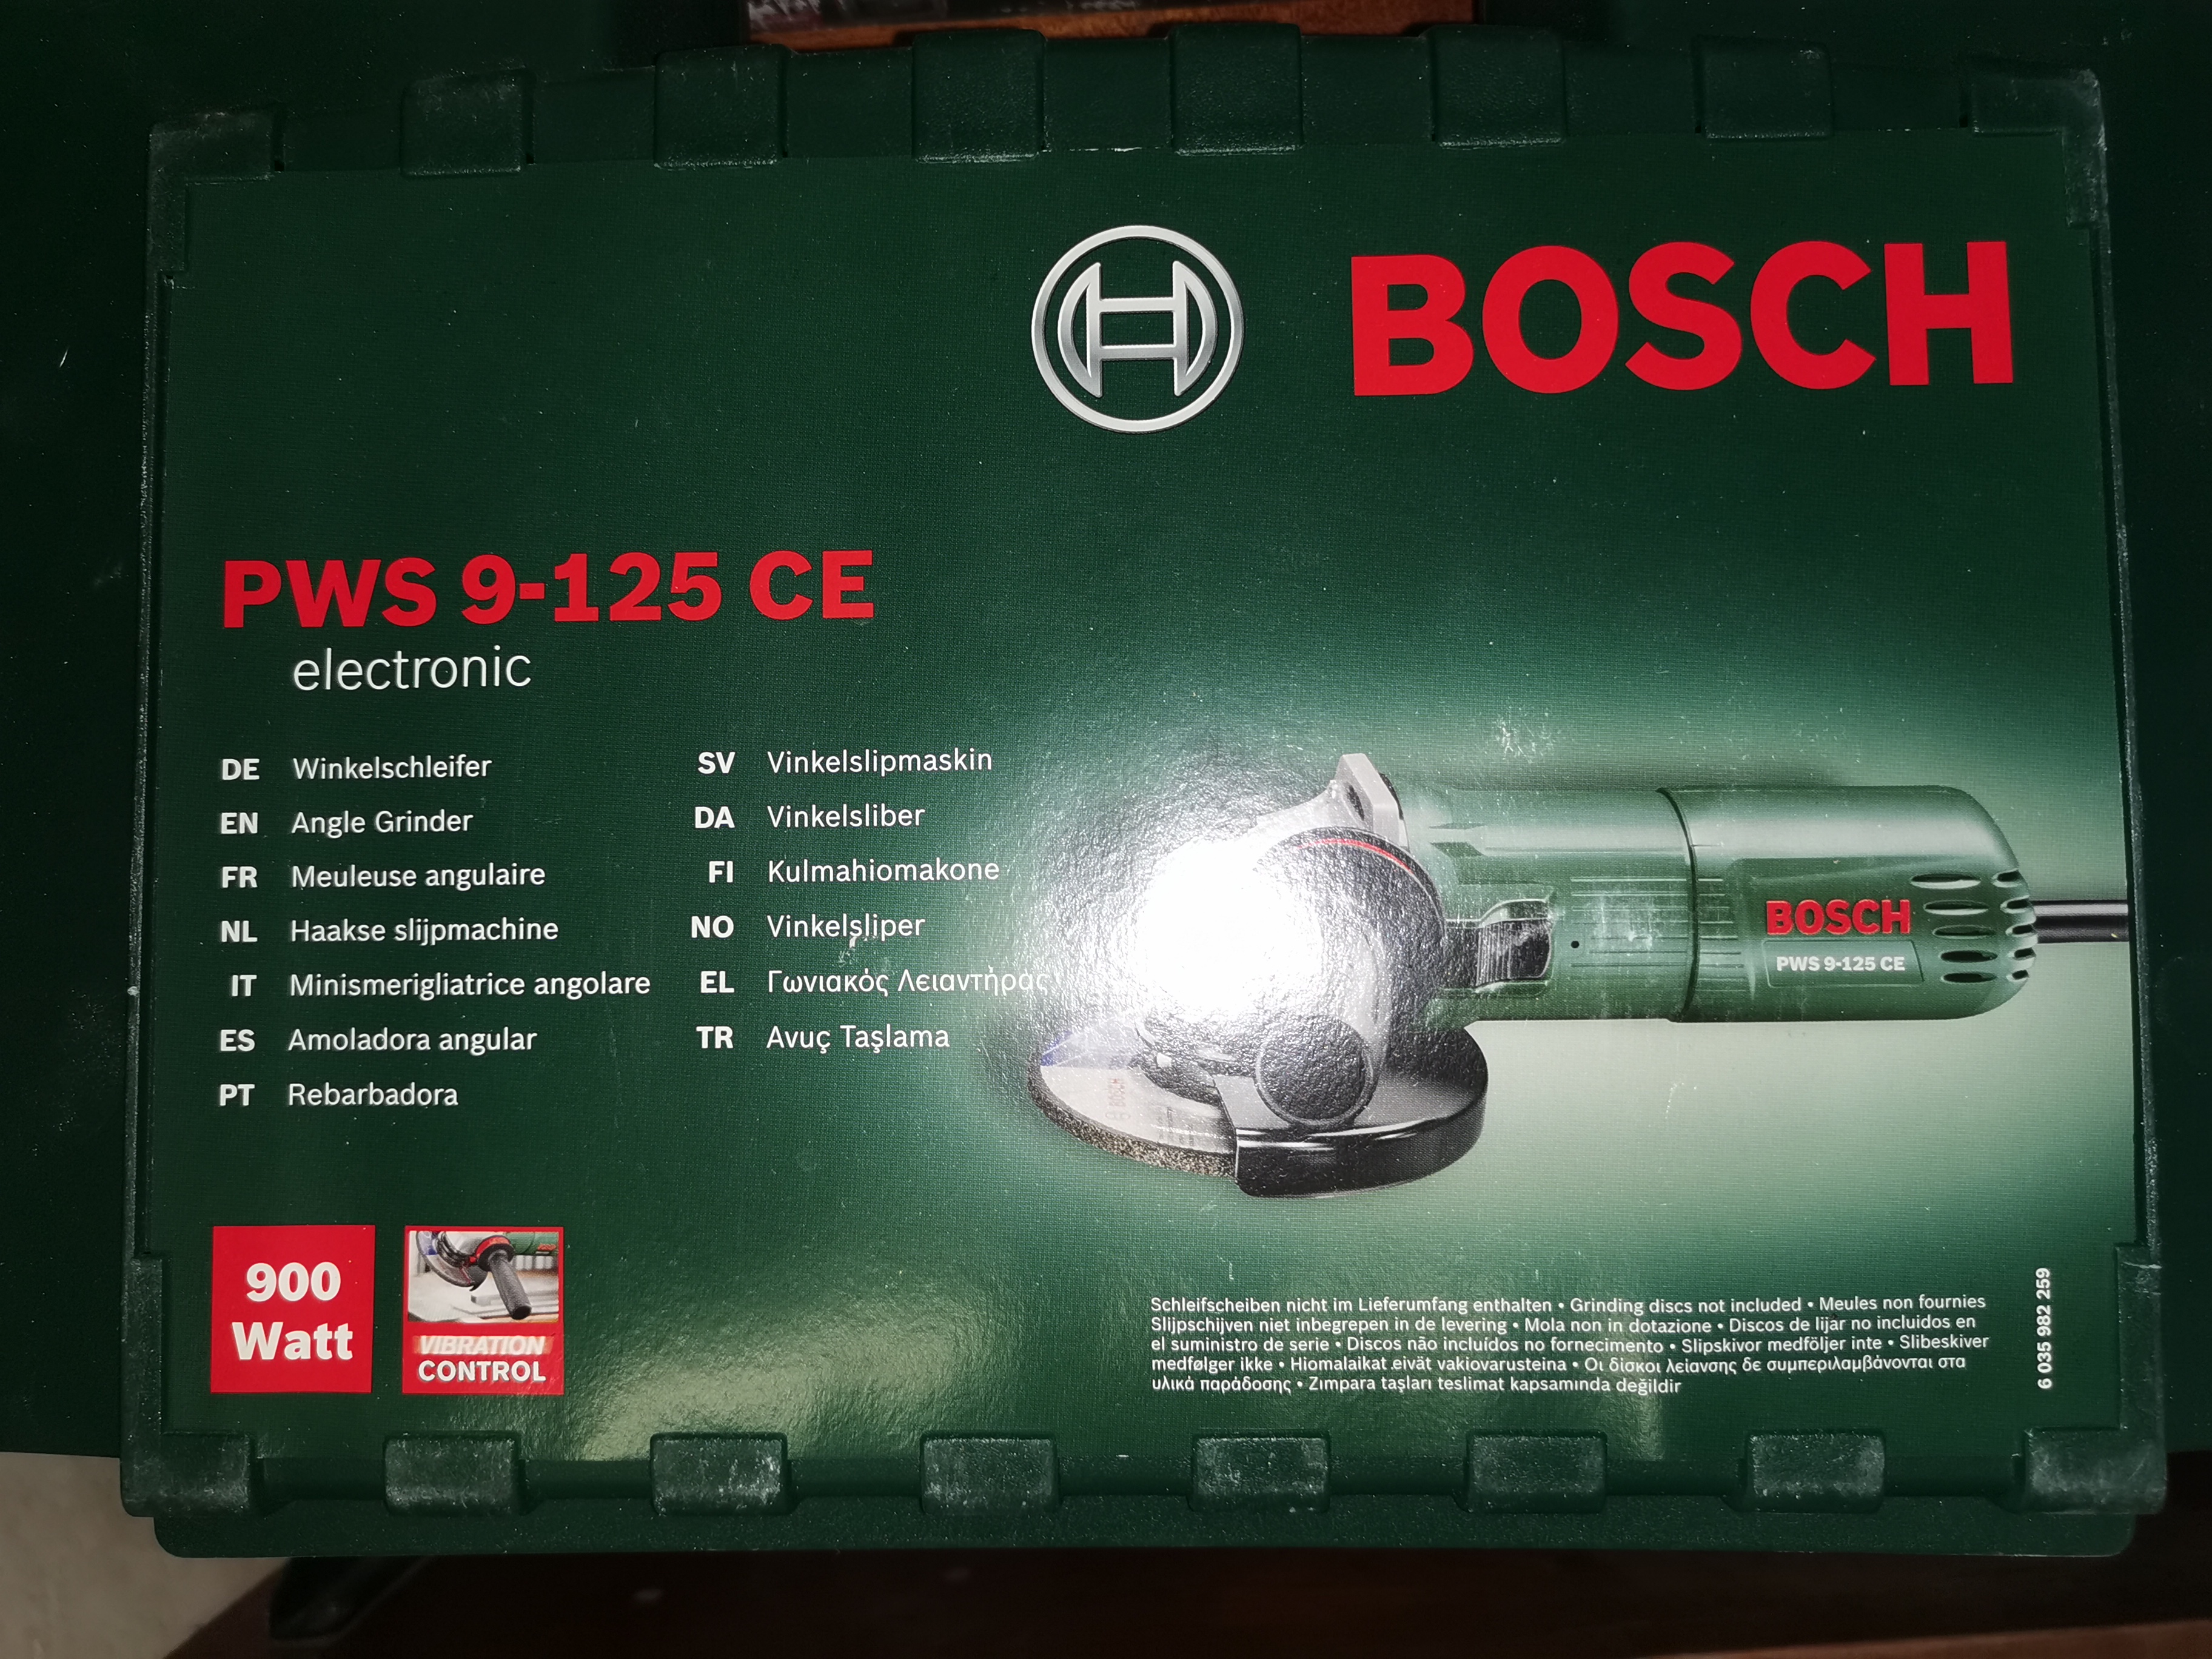 BOSCH
PWS 9-125 CE
electronic
DE Winkelschleifer
EN Angle Grinder
FR Meuleuse angulaire
NL Haakse slijpmachine
IT Minismerigliatrice angolare
ES Amoladora angular
PT Rebarbadora
SV Vinkelslipmaskin
DA Vinkelsliber
FI Kulmahiomakone
NO Vinkelsliper
EL Γωνιακός Λειαντήρας
TR Avuç Taşlama
BOSCH
PWS 9-125 CE
BOSCH
900
Watt
VIBRATION
CONTROL
Schleifscheiben nicht im Lieferumfang enthalten • Grinding discs not included • Meules non fournies
Slijpschijven niet inbegrepen in de levering • Mola non in dotazione • Discos de lijar no incluidos en
el suministro de serie • Discos não incluídos no fornecimento • Slipskivor medföljer inte • Slibeskiver
medfølger ikke • Hiomalaikat eivät vakiovarusteina • Οι δίσκοι λείανσης δε συμπεριλαμβάνονται στα
υλικά παράδοσης • Zımpara taşları teslimat kapsamında değildir
6 035 982 259